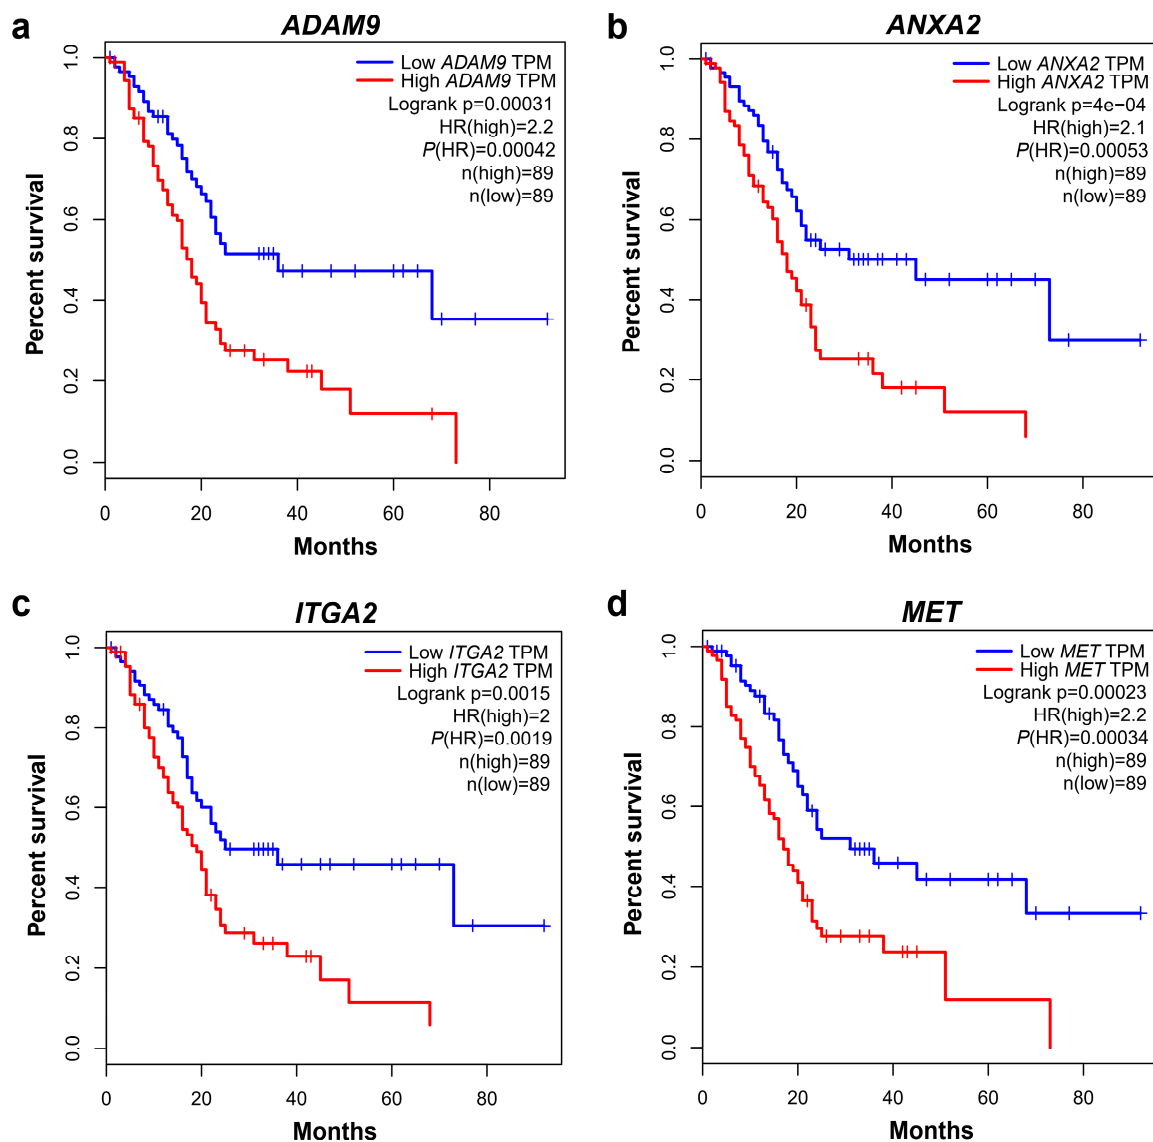 a
ADAM9
Low ADAM9 TPM
High ADAM9 TPM
Logrank p=0.00031
HR(high)=2.2
P(HR)=0.00042
n(high)=89
n(low)=89
Percent survival
1.0
0.8
0.6
0.4
0.2
0.0
0 20 40 60 80
Months
b
ANXA2
Low ANXA2 TPM
High ANXA2 TPM
Logrank p=4e−04
HR(high)=2.1
P(HR)=0.00053
n(high)=89
n(low)=89
Percent survival
1.0
0.8
0.6
0.4
0.2
0.0
0 20 40 60 80
Months
c
ITGA2
Low ITGA2 TPM
High ITGA2 TPM
Logrank p=0.0015
HR(high)=2
P(HR)=0.0019
n(high)=89
n(low)=89
Percent survival
1.0
0.8
0.6
0.4
0.2
0.0
0 20 40 60 80
Months
d
MET
Low MET TPM
High MET TPM
Logrank p=0.00023
HR(high)=2.2
P(HR)=0.00034
n(high)=89
n(low)=89
Percent survival
1.0
0.8
0.6
0.4
0.2
0.0
0 20 40 60 80
Months